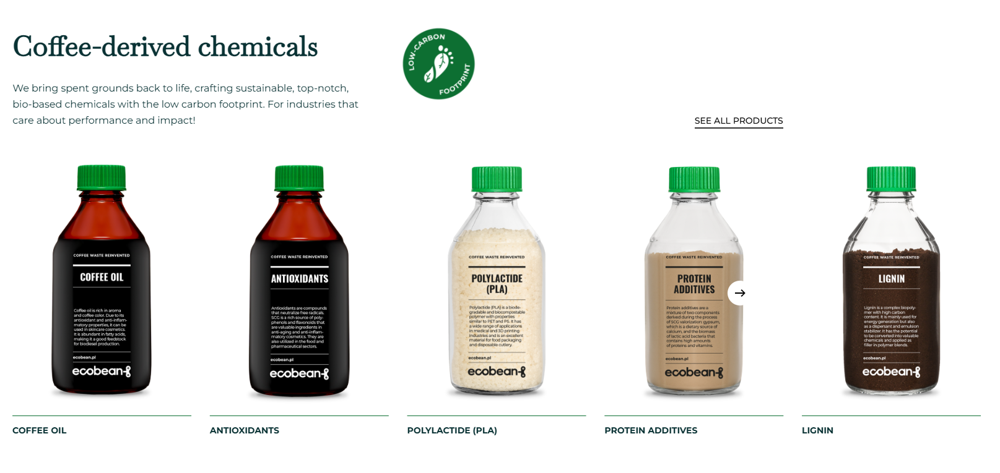 Coffee-derived chemicals
We bring spent grounds back to life, crafting sustainable, top-notch,
bio-based chemicals with the low carbon footprint. For industries that
care about performance and impact!
LOW-CARBON
FOOTPRINT
SEE ALL PRODUCTS
COFFEE WASTE REINVENTED
COFFEE OIL
Coffee oil is rich in aroma
and coffee color. Due to its
antioxidant and anti-inflam-
matory properties, it can be
used in skincare cosmetics.
It is abundant in fatty acids,
making it a good feedstock
for biodiesel production.
ecobean.pl
ecobean
COFFEE WASTE REINVENTED
ANTIOXIDANTS
Antioxidants are compounds
that neutralize free radicals.
SCG is a rich source of poly-
phenols and flavonoids that
are valuable ingredients in
anti-aging and anti-inflam-
matory cosmetics. They are
also utilized in the food and
pharmaceutical sectors.
ecobean.pl
ecobean
COFFEE WASTE REINVENTED
POLYLACTIDE
(PLA)
Polylactide (PLA) is a biode-
gradable and biocompostable
polymer with properties
similar to PET and PS. It has
a wide range of applications
in medical and 3D printing
industries and is an excellent
material for food packaging
and disposable cutlery.
ecobean.pl
ecobean
COFFEE WASTE REINVENTED
PROTEIN
ADDITIVES
Protein additives are a
mixture of two components
derived during the process
of SCG valorization: gypsum,
which is a dietary source of
calcium, and the biomass
of lactic acid bacteria that
contains high amounts
of proteins and vitamins.
ecobean.pl
ecobean
COFFEE WASTE REINVENTED
LIGNIN
Lignin is a complex biopoly-
mer with high carbon
content. It is mainly used for
energy generation but also
as a dispersant and emulsion
stabilizer. It has the potential
to be converted into valuable
chemicals and applied as
filler in polymer blends.
ecobean.pl
ecobean
COFFEE OIL
ANTIOXIDANTS
POLYLACTIDE (PLA)
PROTEIN ADDITIVES
LIGNIN